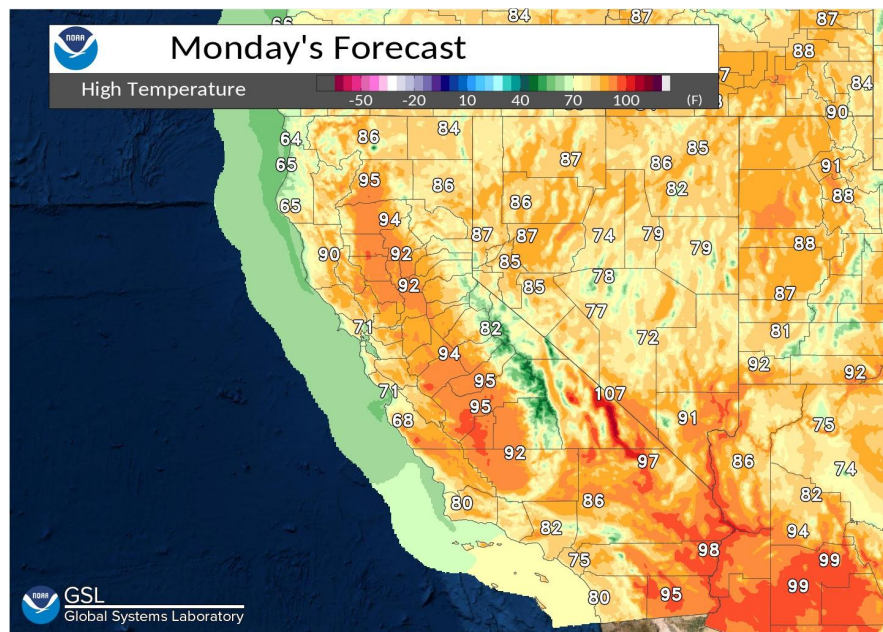 66 84 87 87
NOAA
Monday's Forecast
88
High Temperature
-50 -20 10 40 70 100 (F)
84
90
64 86 84 85
65 87 86 91
95 86 82 88
65 86
94 87 87 74 79 79 88
90 92 85
92 85 78 87
77
71 82 72 81
94 92 92
95
71 95 107
68 91 75
92 97 86 74
80 86 82
82 94
75 98 99
80 95 99
NOAA
GSL
Global Systems Laboratory